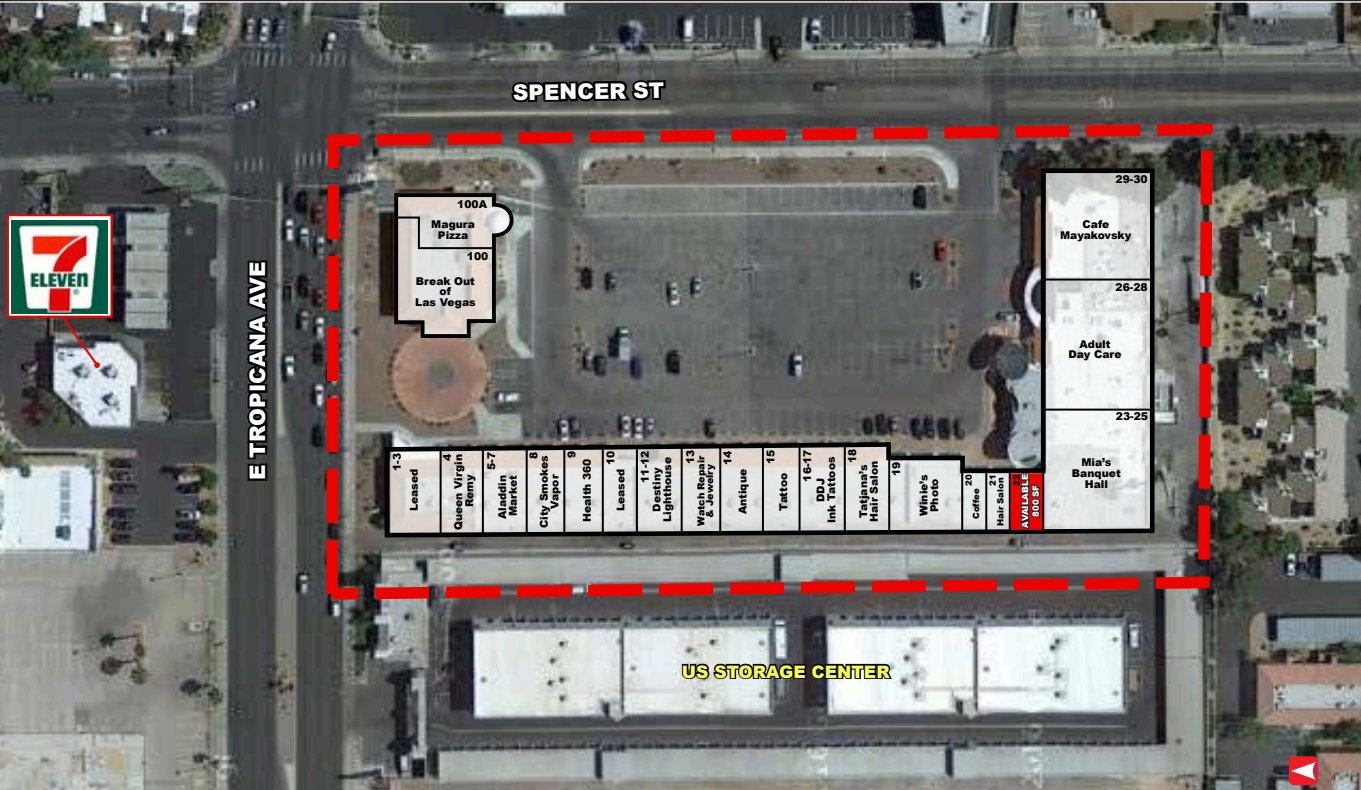 SPENCER ST
E TROPICANA AVE
7
ELEVEN
®
100A
Magura
Pizza
100
Break Out
of
Las Vegas
29-30
Cafe
Mayakovsky
26-28
Adult
Day Care
23-25
Mia's
Banquet
Hall
1-3
Leased
4
Queen Virgin
Remy
5-7
Aladdin
Market
8
City Smokes
Vapor
9
Health 360
10
Leased
11-12
Destiny
Lighthouse
13
Watch Repair
& Jewelry
14
Antique
15
Tattoo
16-17
DDJ
Ink Tattoos
18
Tatjana's
Hair Salon
19
Whie's
Photo
20
Coffee
21
Hair Salon
22
AVAILABLE
800 SF
US STORAGE CENTER